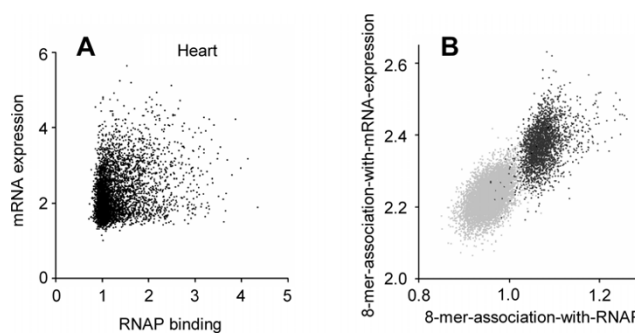 A
Heart
6
4
2
0
mRNA expression
0 1 2 3 4 5
RNAP binding
B
2.6
2.4
2.2
2.0
8-mer-association-with-mRNA-expression
0.8 1.0 1.2
8-mer-association-with-RNAP